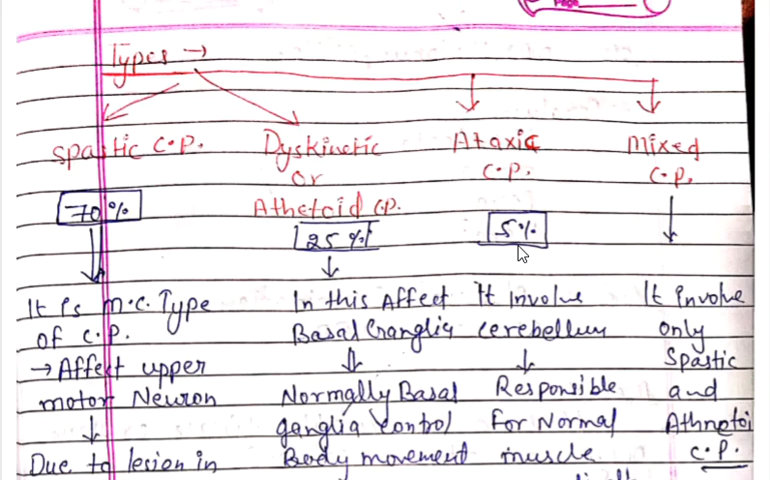 Page
Types →
Spastic C.P.
70%
It is m.c. Type
of C.P.
→ Affect upper
motor Neuron
Due to lesion in
Dyskinetic
or
Athetoid C.P.
25%
In this Affect
Basal Ganglia
Normally Basal
ganglia control
Body movement
Ataxic
C.P.
5%
It Involve
cerebellum
Responsible
For Normal
muscle
Mixed
C.P.
It involve
only
Spastic
and
Athnetoi
C.P.